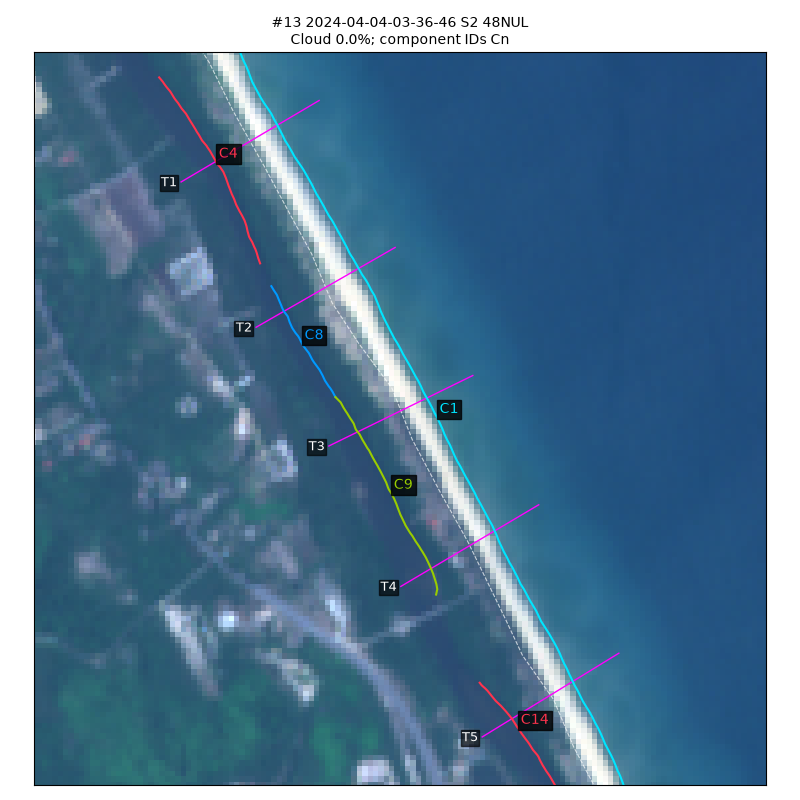 #13 2024-04-04-03-36-46 S2 48NUL
Cloud 0.0%; component IDs Cn
C4
T1
T2
C8
C1
T3
C9
T4
C14
T5